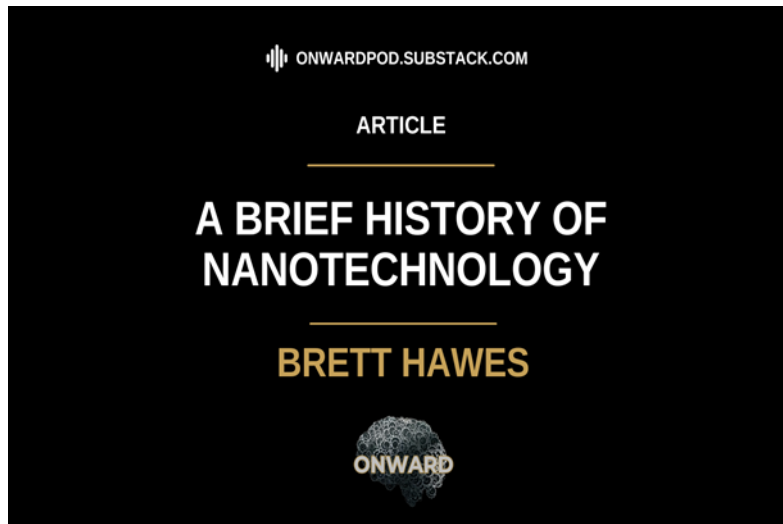 ONWARDPOD.SUBSTACK.COM
ARTICLE
A BRIEF HISTORY OF
NANOTECHNOLOGY
BRETT HAWES
ONWARD